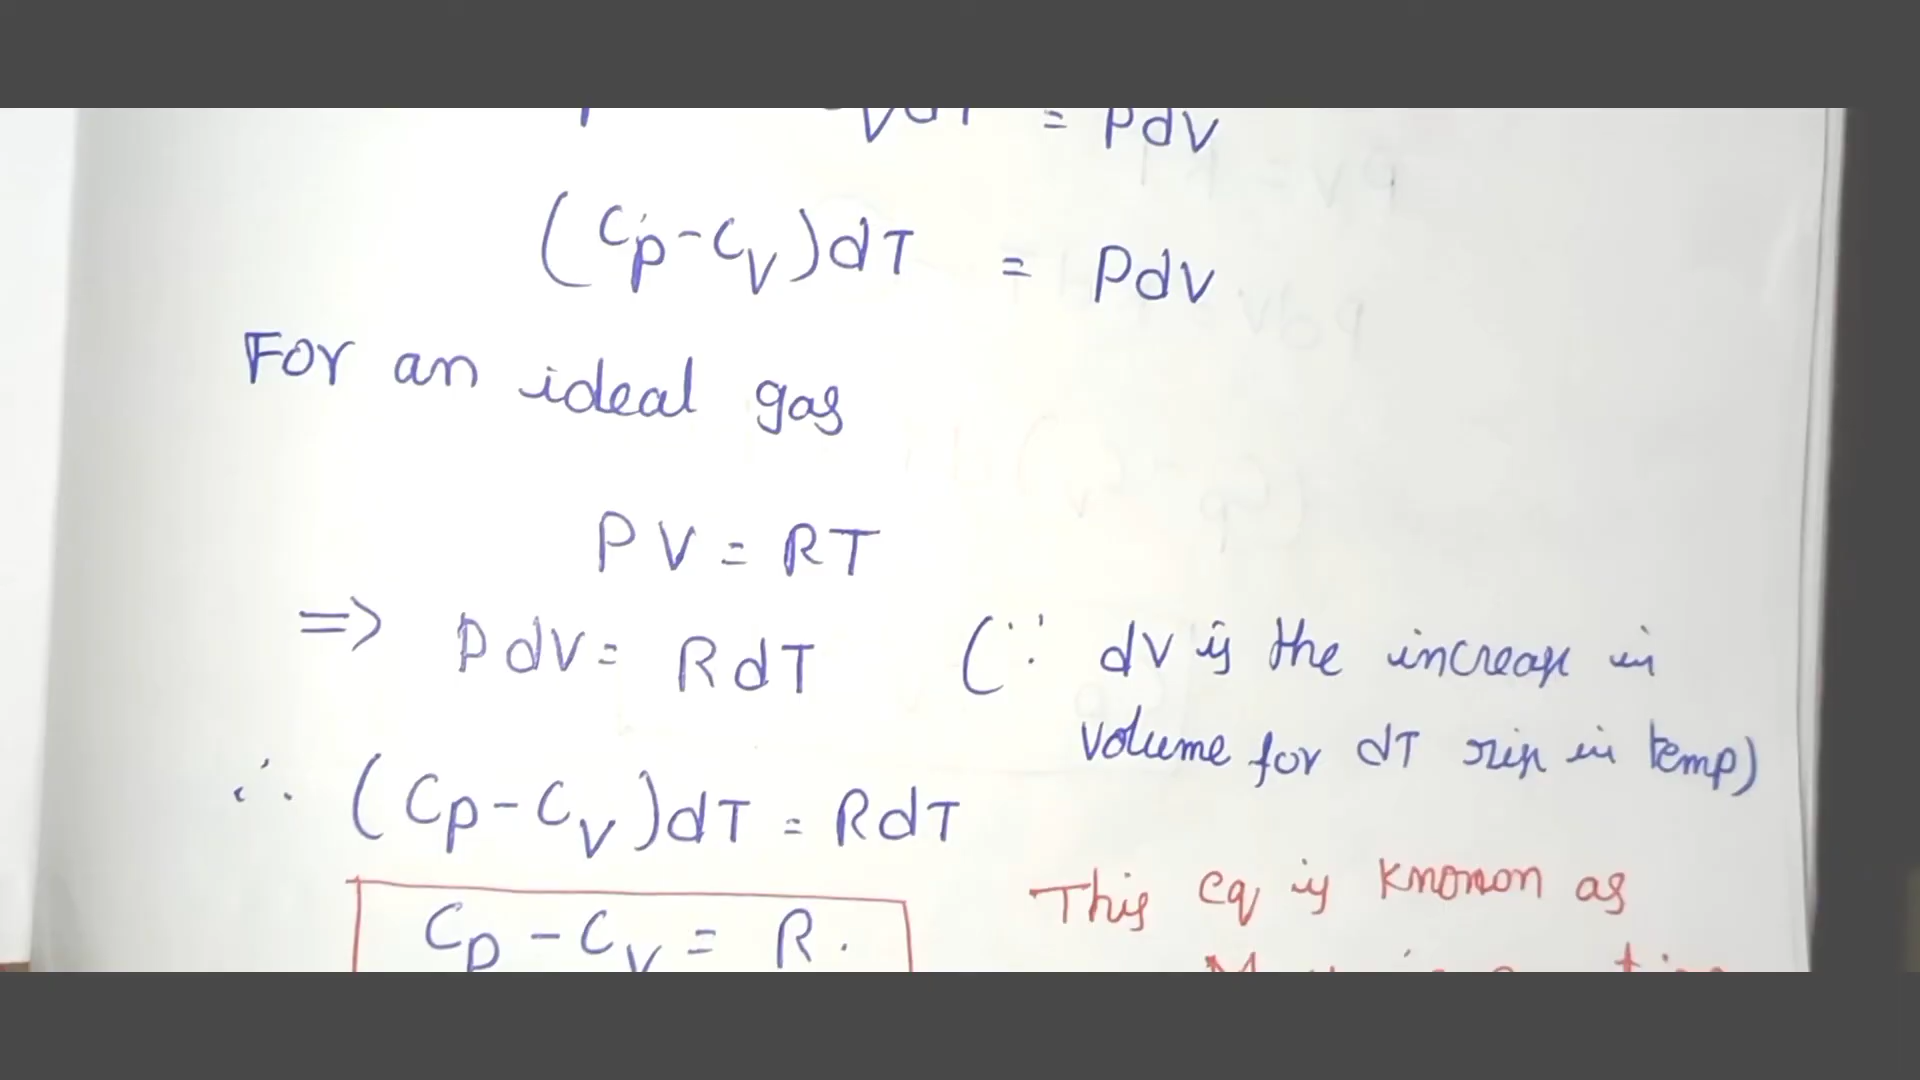 = PdV
(Cp-Cv)dT = PdV
For an ideal gas
PV = RT
=> PdV = RdT (∵ dV is the increase in
volume for dT rise in temp)
∴ (Cp-Cv)dT = RdT
Cp - Cv = R.
This eq is known as